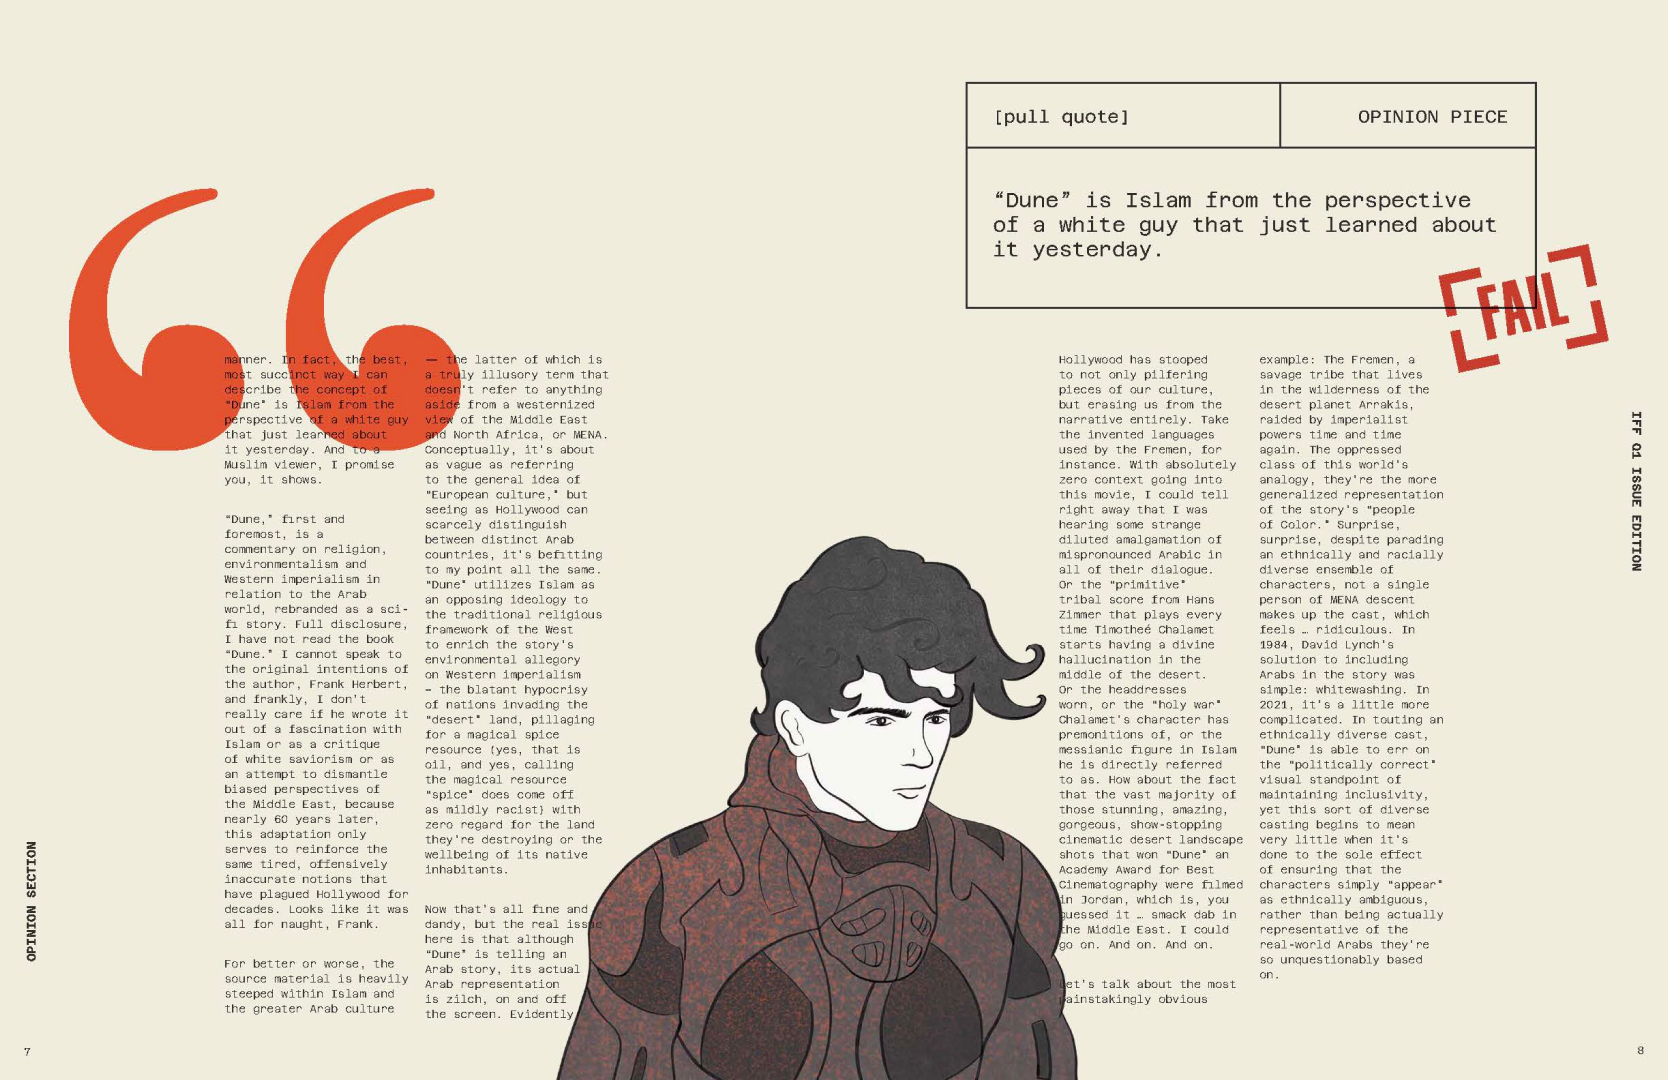 [pull quote]
OPINION PIECE
“Dune” is Islam from the perspective
of a white guy that just learned about
it yesterday.
FAIL
manner. In fact, the best,
most succinct way I can
describe the concept of
"Dune" is Islam from the
perspective of a white guy
that just learned about
it yesterday. And to a
Muslim viewer, I promise
you, it shows.
"Dune," first and
foremost, is a
commentary on religion,
environmentalism and
Western imperialism in
relation to the Arab
world, rebranded as a sci-
fi story. Full disclosure,
I have not read the book
"Dune." I cannot speak to
the original intentions of
the author, Frank Herbert,
and frankly, I don't
really care if he wrote it
out of a fascination with
Islam or as a critique
of white saviorism or as
an attempt to dismantle
biased perspectives of
the Middle East, because
nearly 60 years later,
this adaptation only
serves to reinforce the
same tired, offensively
inaccurate notions that
have plagued Hollywood for
decades. Looks like it was
all for naught, Frank.
For better or worse, the
source material is heavily
steeped within Islam and
the greater Arab culture
— the latter of which is
a truly illusory term that
doesn't refer to anything
aside from a westernized
view of the Middle East
and North Africa, or MENA.
Conceptually, it's about
as vague as referring
to the general idea of
"European culture," but
seeing as Hollywood can
scarcely distinguish
between distinct Arab
countries, it's befitting
to my point all the same.
"Dune" utilizes Islam as
an opposing ideology to
the traditional religious
framework of the West
to enrich the story's
environmental allegory
on Western imperialism
– the blatant hypocrisy
of nations invading the
"desert" land, pillaging
for a magical spice
resource (yes, that is
oil, and yes, calling
the magical resource
"spice" does come off
as mildly racist) with
zero regard for the land
they're destroying or the
wellbeing of its native
inhabitants.
Now that's all fine and
dandy, but the real issue
here is that although
"Dune" is telling an
Arab story, its actual
Arab representation
is zilch, on and off
the screen. Evidently,
Hollywood has stooped
to not only pilfering
pieces of our culture,
but erasing us from the
narrative entirely. Take
the invented languages
used by the Fremen, for
instance. With absolutely
zero context going into
this movie, I could tell
right away that I was
hearing some strange
diluted amalgamation of
mispronounced Arabic in
all of their dialogue.
Or the "primitive"
tribal score from Hans
Zimmer that plays every
time Timotheé Chalamet
starts having a divine
hallucination in the
middle of the desert.
Or the headdresses
worn, or the "holy war"
Chalamet's character has
premonitions of, or the
messianic figure in Islam
he is directly referred
to as. How about the fact
that the vast majority of
those stunning, amazing,
gorgeous, show-stopping
cinematic desert landscape
shots that won "Dune" an
Academy Award for Best
Cinematography were filmed
in Jordan, which is, you
guessed it … smack dab in
the Middle East. I could
go on. And on. And on.
Let's talk about the most
painstakingly obvious
example: The Fremen, a
savage tribe that lives
in the wilderness of the
desert planet Arrakis,
raided by imperialist
powers time and time
again. The oppressed
class of this world's
analogy, they're the more
generalized representation
of the story's "people
of Color." Surprise,
surprise, despite parading
an ethnically and racially
diverse ensemble of
characters, not a single
person of MENA descent
makes up the cast, which
feels … ridiculous. In
1984, David Lynch's
solution to including
Arabs in the story was
simple: whitewashing. In
2021, it's a little more
complicated. In touting an
ethnically diverse cast,
"Dune" is able to err on
the "politically correct"
visual standpoint of
maintaining inclusivity,
yet this sort of diverse
casting begins to mean
very little when it's
done to the sole effect
of ensuring that the
characters simply "appear"
as ethnically ambiguous,
rather than being actually
representative of the
real-world Arabs they're
so unquestionably based
on.
OPINION SECTION
IFF Q1 ISSUE EDITION
7
8